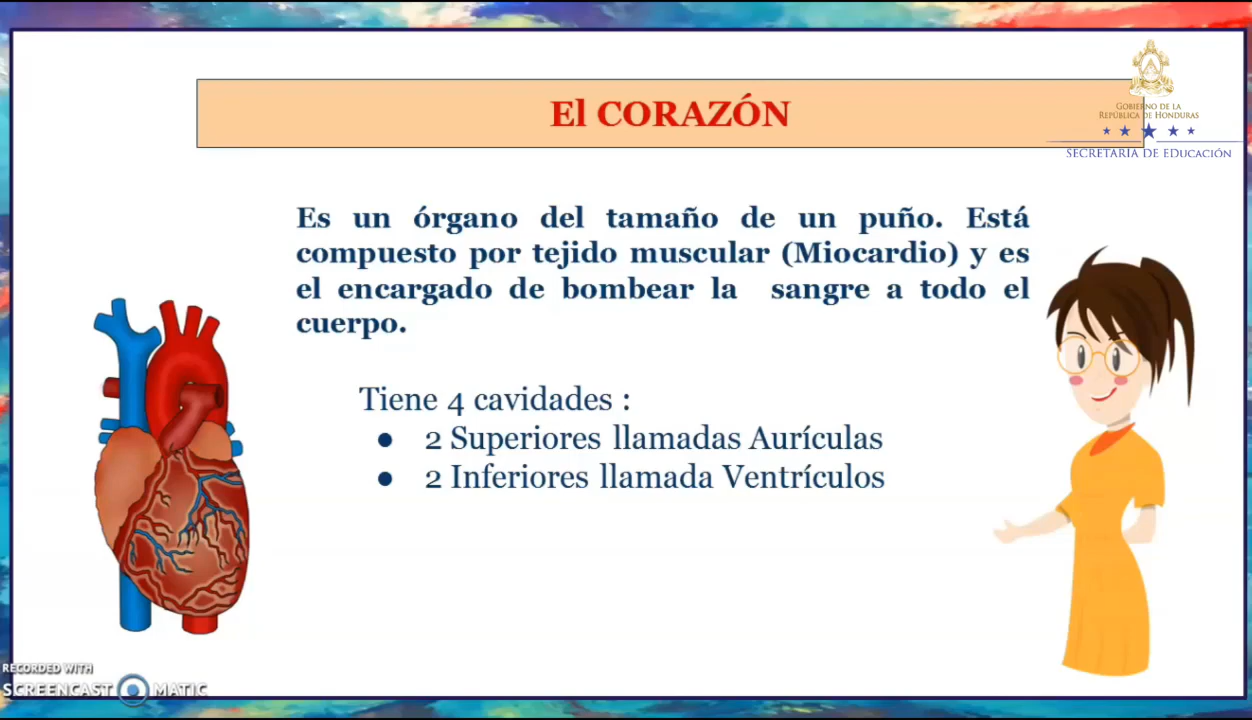 El CORAZÓN
GOBIERNO DE LA
REPÚBLICA DE HONDURAS
SECRETARÍA DE EDUCACIÓN
Es un órgano del tamaño de un puño. Está
compuesto por tejido muscular (Miocardio) y es
el encargado de bombear la sangre a todo el
cuerpo.
Tiene 4 cavidades :
● 2 Superiores llamadas Aurículas
● 2 Inferiores llamada Ventrículos
RECORDED WITH
SCREENCAST MATIC